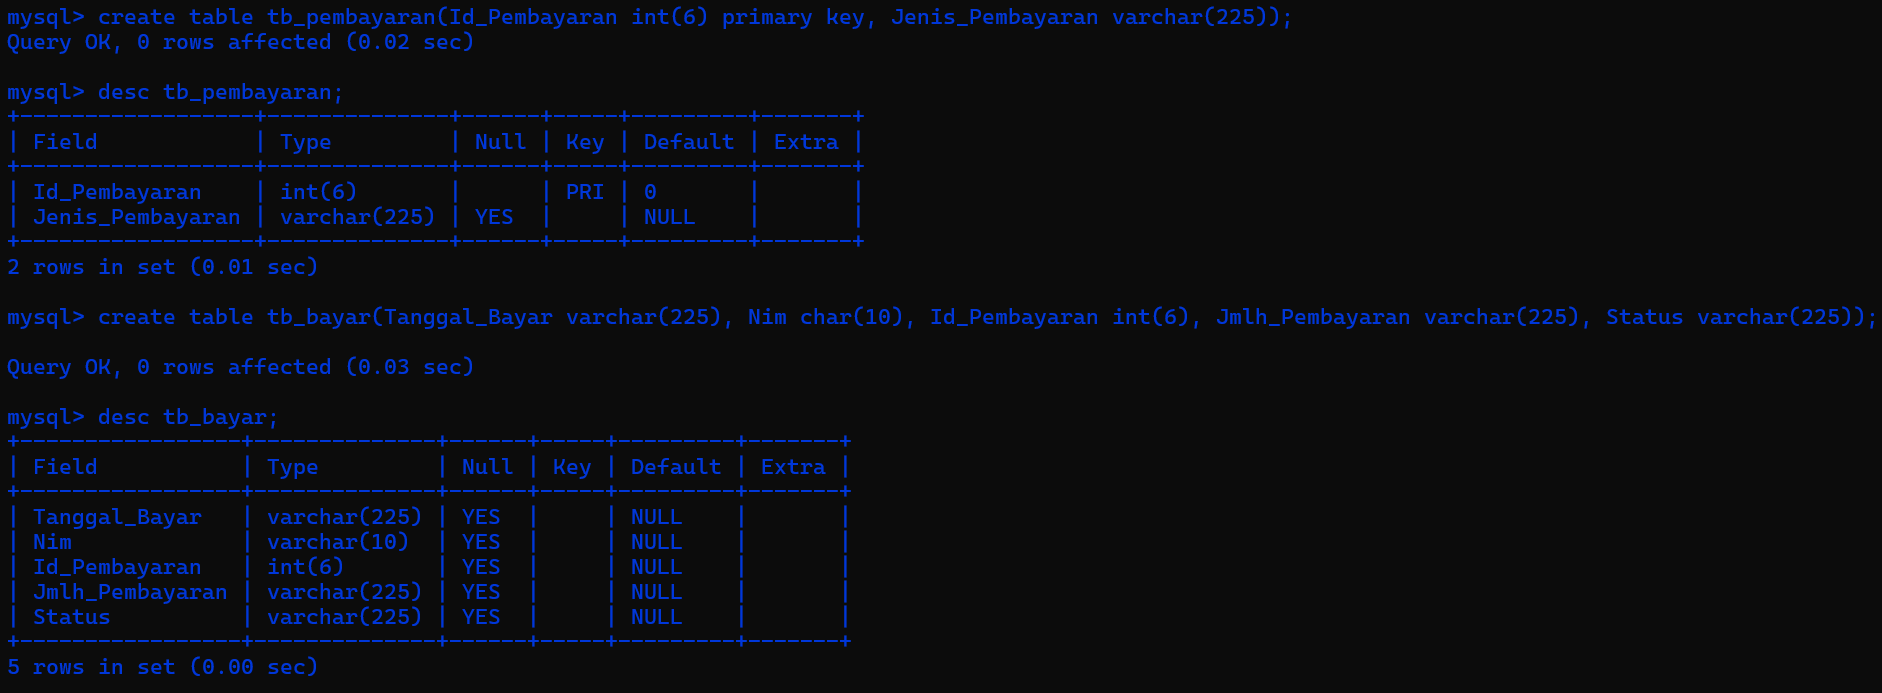 mysql> create table tb_pembayaran(Id_Pembayaran int(6) primary key, Jenis_Pembayaran varchar(225));
Query OK, 0 rows affected (0.02 sec)

mysql> desc tb_pembayaran;
+------------------+--------------+------+-----+---------+-------+
| Field            | Type         | Null | Key | Default | Extra |
+------------------+--------------+------+-----+---------+-------+
| Id_Pembayaran    | int(6)       |      | PRI | 0       |       |
| Jenis_Pembayaran | varchar(225) | YES  |     | NULL    |       |
+------------------+--------------+------+-----+---------+-------+
2 rows in set (0.01 sec)

mysql> create table tb_bayar(Tanggal_Bayar varchar(225), Nim char(10), Id_Pembayaran int(6), Jmlh_Pembayaran varchar(225), Status varchar(225));

Query OK, 0 rows affected (0.03 sec)

mysql> desc tb_bayar;
+-----------------+--------------+------+-----+---------+-------+
| Field           | Type         | Null | Key | Default | Extra |
+-----------------+--------------+------+-----+---------+-------+
| Tanggal_Bayar   | varchar(225) | YES  |     | NULL    |       |
| Nim             | varchar(10)  | YES  |     | NULL    |       |
| Id_Pembayaran   | int(6)       | YES  |     | NULL    |       |
| Jmlh_Pembayaran | varchar(225) | YES  |     | NULL    |       |
| Status          | varchar(225) | YES  |     | NULL    |       |
+-----------------+--------------+------+-----+---------+-------+
5 rows in set (0.00 sec)